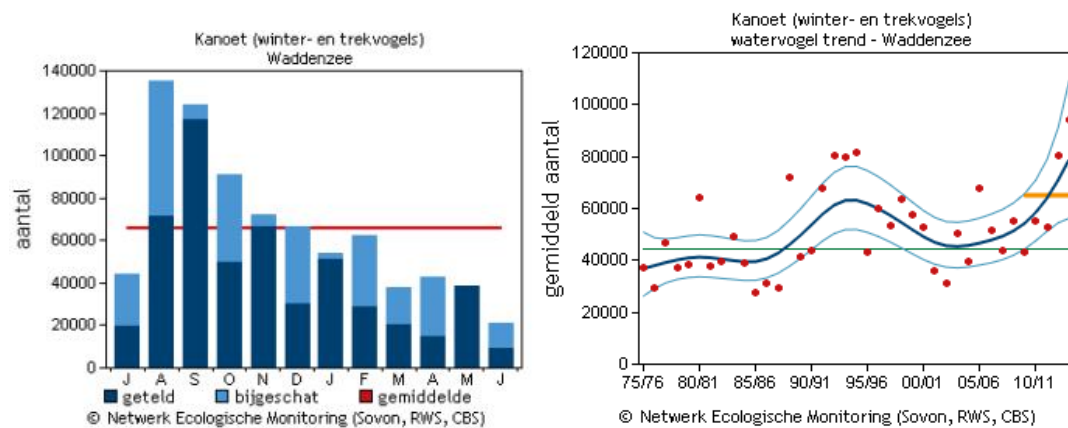 Kanoet (winter- en trekvogels)
Waddenzee
aantal
140000
120000
100000
80000
60000
40000
20000
0
J A S O N D J F M A M J
geteld bijgeschat gemiddelde
© Netwerk Ecologische Monitoring (Sovon, RWS, CBS)
Kanoet (winter- en trekvogels)
watervogel trend - Waddenzee
gemiddeld aantal
120000
100000
80000
60000
40000
20000
0
75/76 80/81 85/86 90/91 95/96 00/01 05/06 10/11
© Netwerk Ecologische Monitoring (Sovon, RWS, CBS)